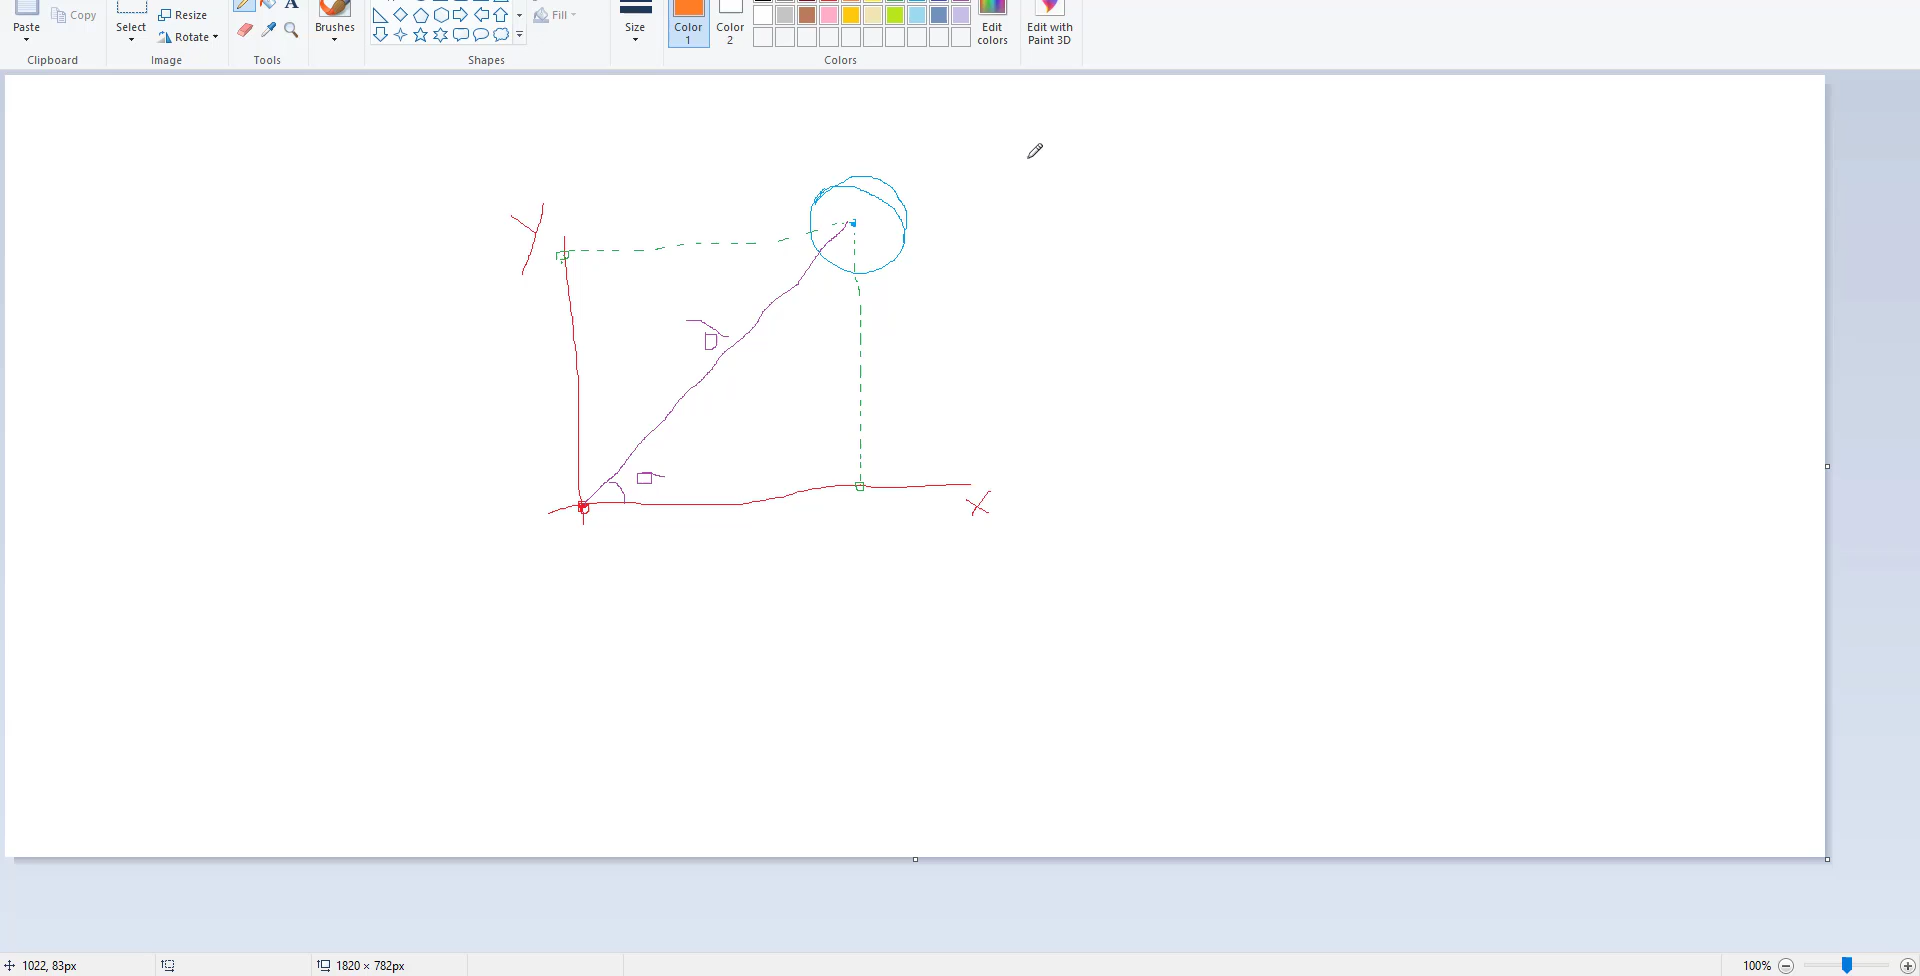 Paste
Copy
Select
Resize
Rotate
A
Brushes
Fill
Size
Color
1
Color
2
Edit
colors
Edit with
Paint 3D
Clipboard
Image
Tools
Shapes
Colors
Y
D
X
1022, 83px
1820 × 782px
100%